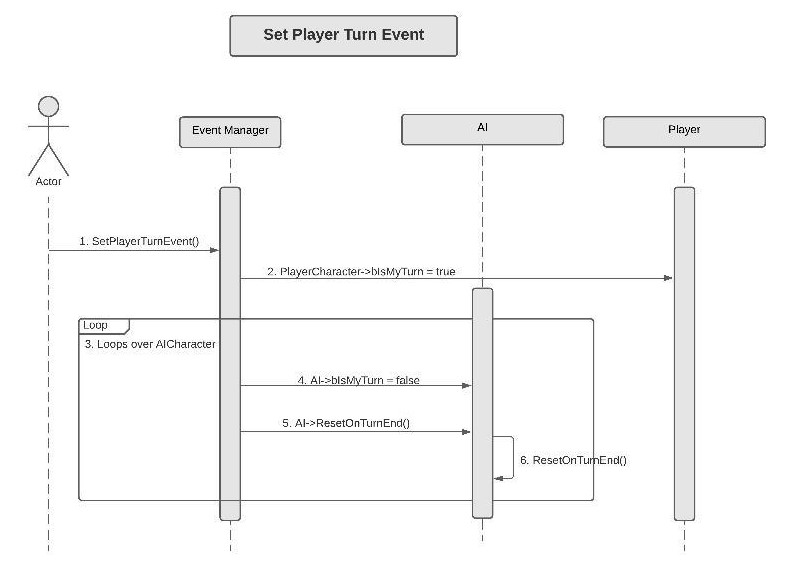 Set Player Turn Event
Event Manager
AI
Player
Actor
1. SetPlayerTurnEvent()
2. PlayerCharacter->bIsMyTurn = true
Loop
3. Loops over AICharacter
4. AI->bIsMyTurn = false
5. AI->ResetOnTurnEnd()
6. ResetOnTurnEnd()